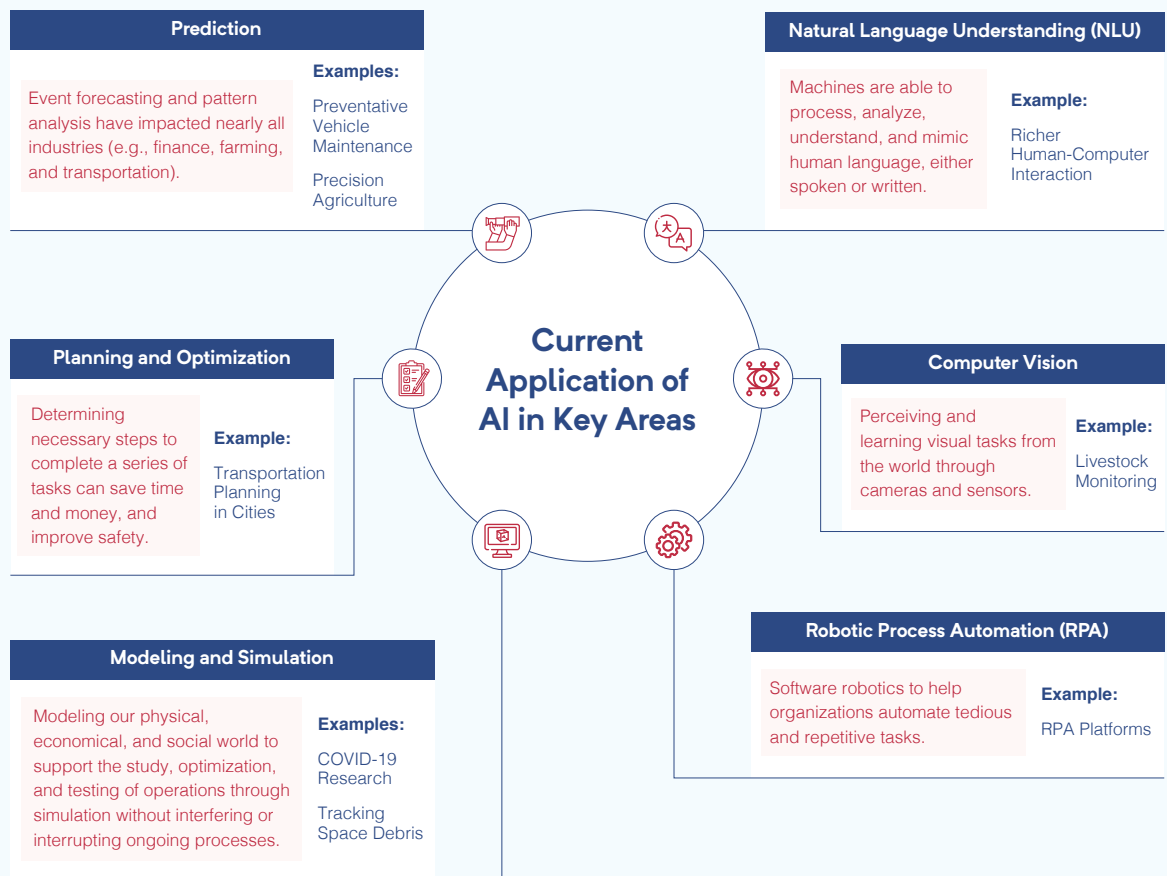 Prediction
Event forecasting and pattern
analysis have impacted nearly all
industries (e.g., finance, farming,
and transportation).
Examples:
Preventative
Vehicle
Maintenance
Precision
Agriculture
Natural Language Understanding (NLU)
Machines are able to
process, analyze,
understand, and mimic
human language, either
spoken or written.
Example:
Richer
Human-Computer
Interaction
大
A
Current
Application of
AI in Key Areas
Planning and Optimization
Determining
necessary steps to
complete a series of
tasks can save time
and money, and
improve safety.
Example:
Transportation
Planning
in Cities
Computer Vision
Perceiving and
learning visual tasks from
the world through
cameras and sensors.
Example:
Livestock
Monitoring
Modeling and Simulation
Modeling our physical,
economical, and social world to
support the study, optimization,
and testing of operations through
simulation without interfering or
interrupting ongoing processes.
Examples:
COVID-19
Research
Tracking
Space Debris
Robotic Process Automation (RPA)
Software robotics to help
organizations automate tedious
and repetitive tasks.
Example:
RPA Platforms